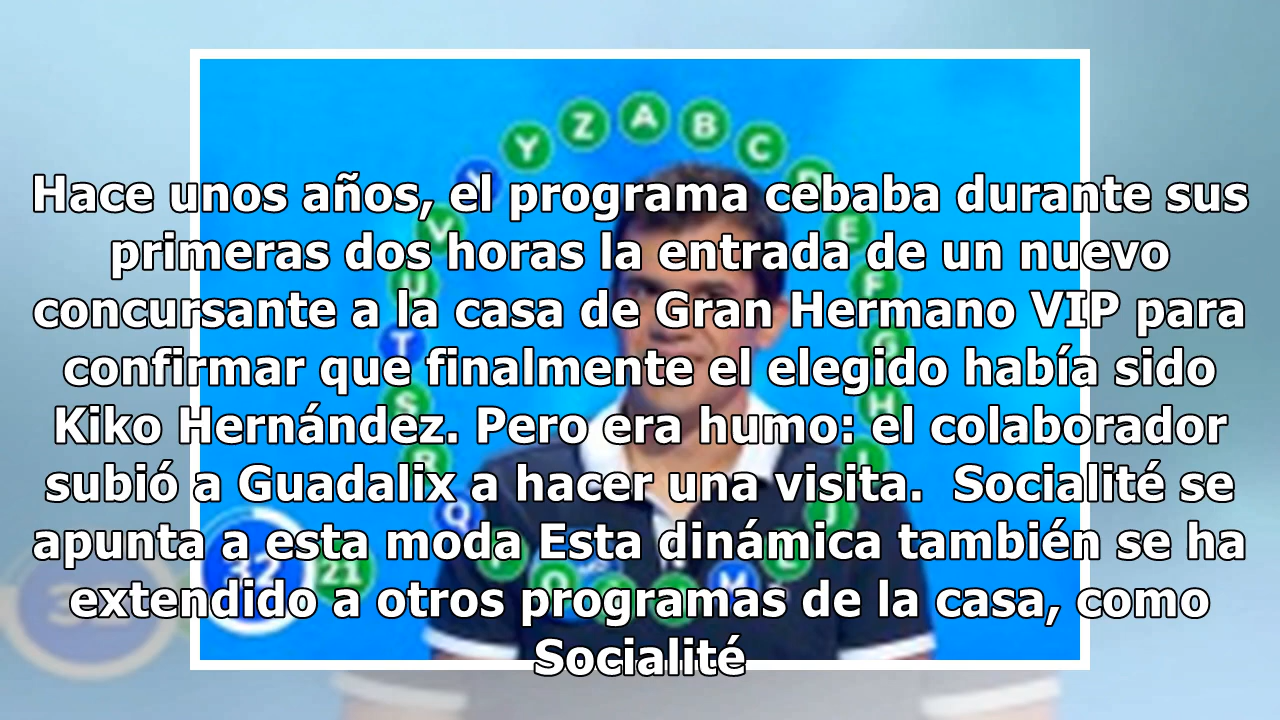 Hace unos años, el programa cebaba durante sus
primeras dos horas la entrada de un nuevo
concursante a la casa de Gran Hermano VIP para
confirmar que finalmente el elegido había sido
Kiko Hernández. Pero era humo: el colaborador
subió a Guadalix a hacer una visita.  Socialité se
apunta a esta moda Esta dinámica también se ha
extendido a otros programas de la casa, como
Socialité
Y Z A B C
V
E
U
F
T
G
S
H
R
Q
J
M
32 21